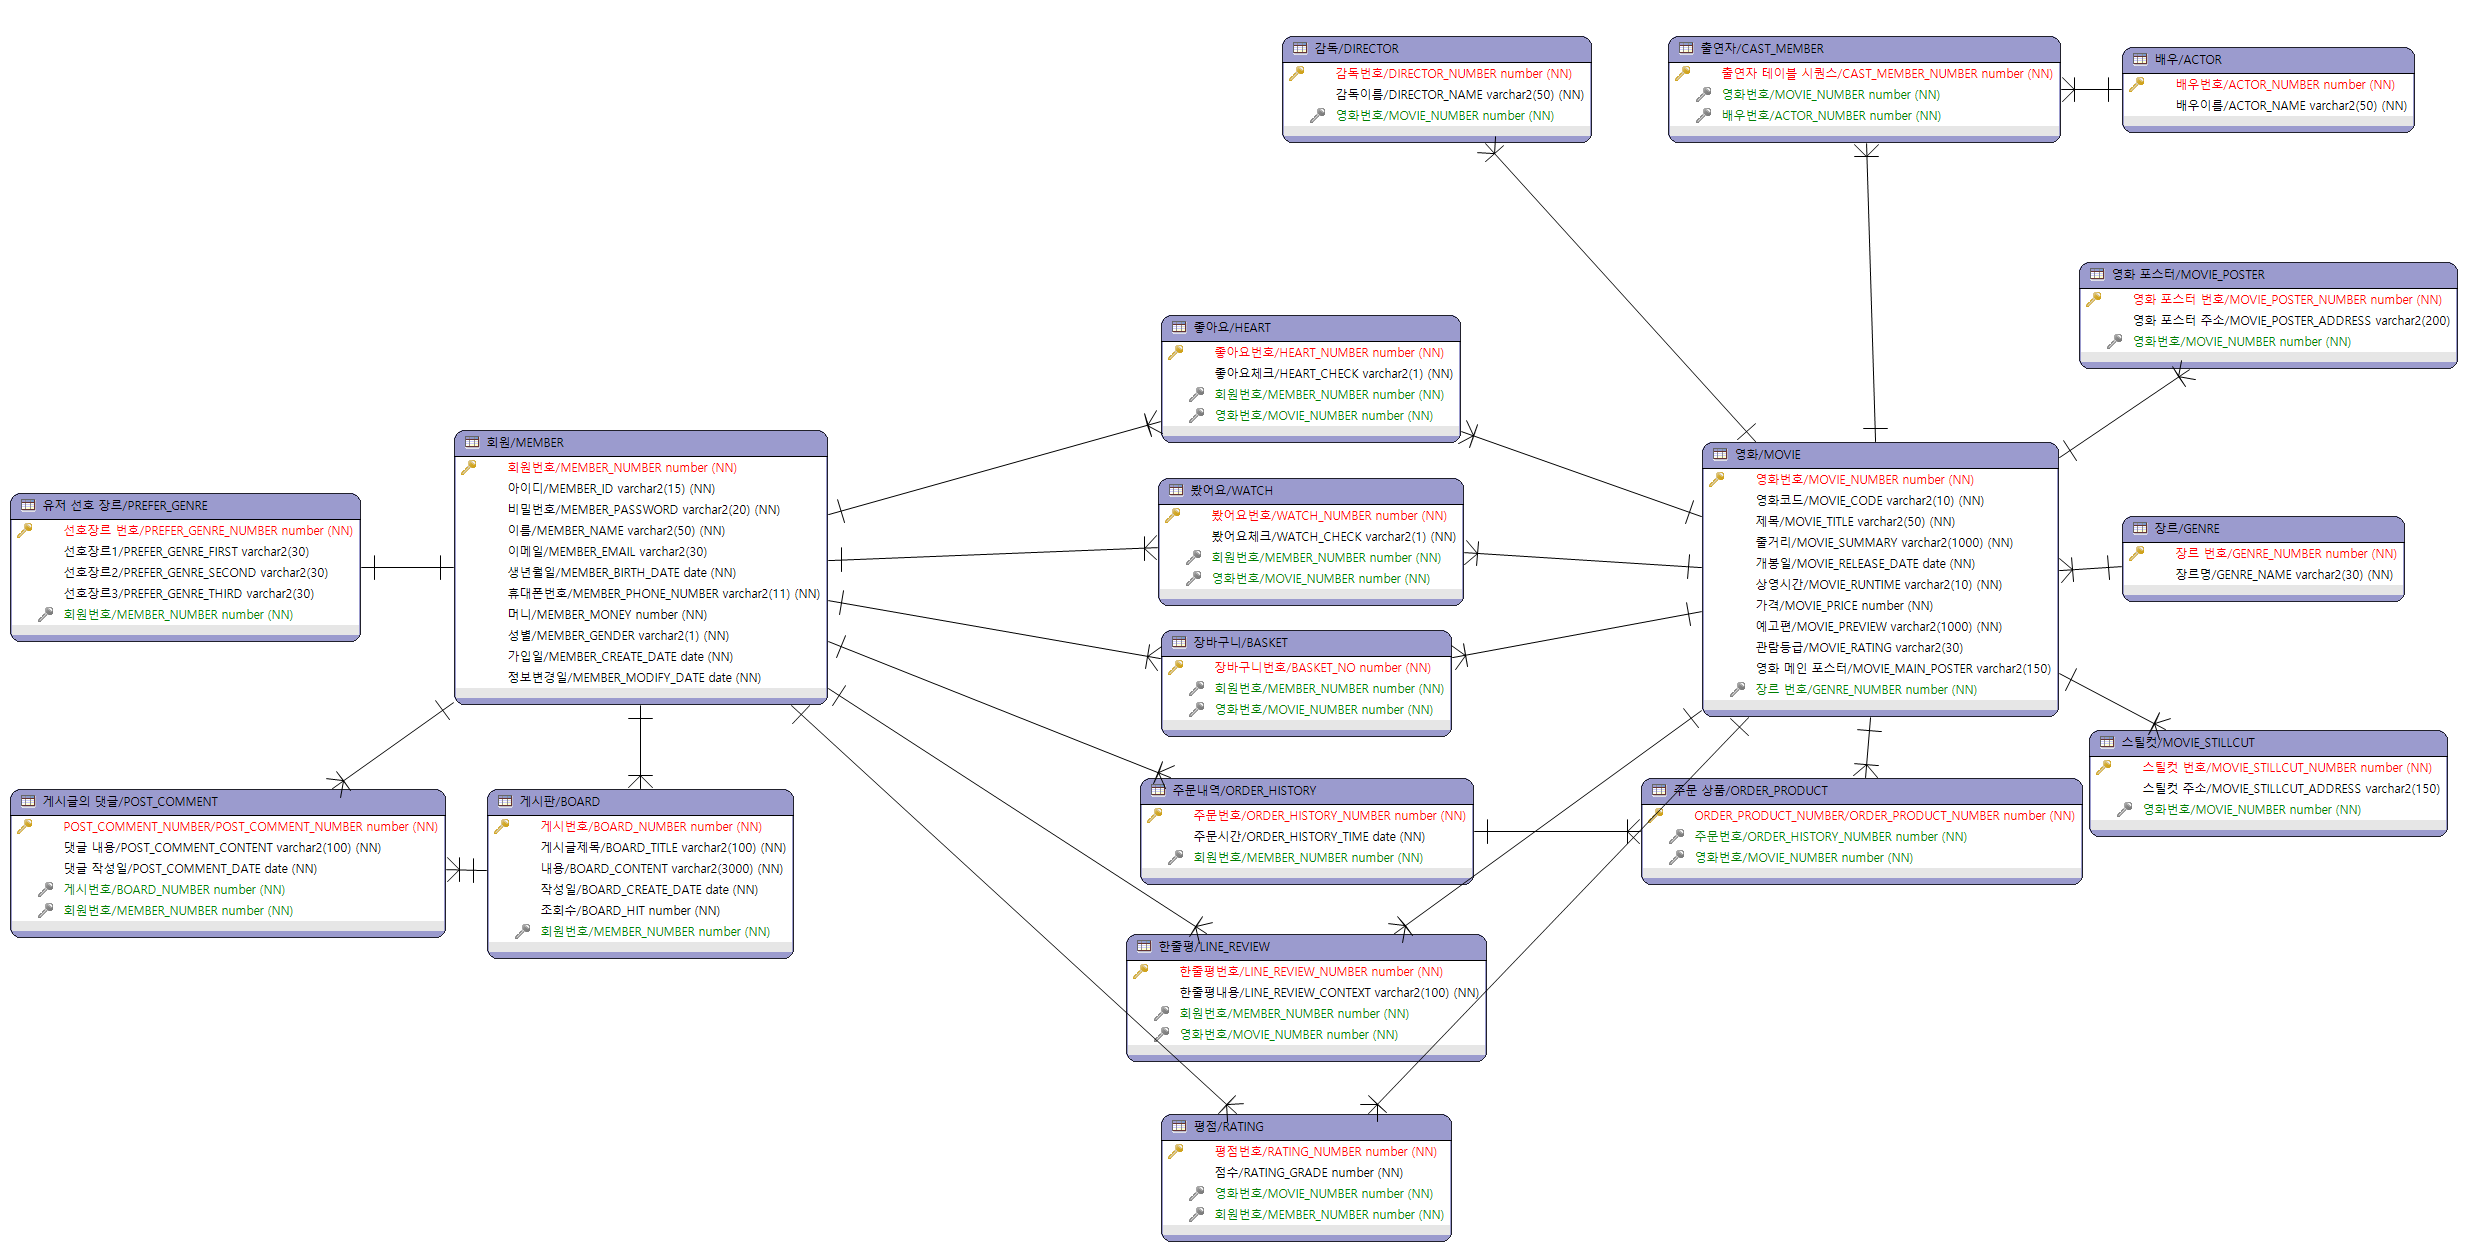 감독/DIRECTOR
감독번호/DIRECTOR_NUMBER number (NN)
감독이름/DIRECTOR_NAME varchar2(50) (NN)
영화번호/MOVIE_NUMBER number (NN)
출연자/CAST_MEMBER
출연자 테이블 시퀀스/CAST_MEMBER_NUMBER number (NN)
영화번호/MOVIE_NUMBER number (NN)
배우번호/ACTOR_NUMBER number (NN)
배우/ACTOR
배우번호/ACTOR_NUMBER number (NN)
배우이름/ACTOR_NAME varchar2(50) (NN)
영화 포스터/MOVIE_POSTER
영화 포스터 번호/MOVIE_POSTER_NUMBER number (NN)
영화 포스터 주소/MOVIE_POSTER_ADDRESS varchar2(200)
영화번호/MOVIE_NUMBER number (NN)
좋아요/HEART
좋아요번호/HEART_NUMBER number (NN)
좋아요체크/HEART_CHECK varchar2(1) (NN)
회원번호/MEMBER_NUMBER number (NN)
영화번호/MOVIE_NUMBER number (NN)
회원/MEMBER
회원번호/MEMBER_NUMBER number (NN)
아이디/MEMBER_ID varchar2(15) (NN)
비밀번호/MEMBER_PASSWORD varchar2(20) (NN)
이름/MEMBER_NAME varchar2(50) (NN)
이메일/MEMBER_EMAIL varchar2(30)
생년월일/MEMBER_BIRTH_DATE date (NN)
휴대폰번호/MEMBER_PHONE_NUMBER varchar2(11) (NN)
머니/MEMBER_MONEY number (NN)
성별/MEMBER_GENDER varchar2(1) (NN)
가입일/MEMBER_CREATE_DATE date (NN)
정보변경일/MEMBER_MODIFY_DATE date (NN)
영화/MOVIE
영화번호/MOVIE_NUMBER number (NN)
영화코드/MOVIE_CODE varchar2(10) (NN)
제목/MOVIE_TITLE varchar2(50) (NN)
줄거리/MOVIE_SUMMARY varchar2(1000) (NN)
개봉일/MOVIE_RELEASE_DATE date (NN)
상영시간/MOVIE_RUNTIME varchar2(10) (NN)
가격/MOVIE_PRICE number (NN)
예고편/MOVIE_PREVIEW varchar2(1000) (NN)
관람등급/MOVIE_RATING varchar2(30)
영화 메인 포스터/MOVIE_MAIN_POSTER varchar2(150)
장르 번호/GENRE_NUMBER number (NN)
봤어요/WATCH
봤어요번호/WATCH_NUMBER number (NN)
봤어요체크/WATCH_CHECK varchar2(1) (NN)
회원번호/MEMBER_NUMBER number (NN)
영화번호/MOVIE_NUMBER number (NN)
유저 선호 장르/PREFER_GENRE
선호장르 번호/PREFER_GENRE_NUMBER number (NN)
선호장르1/PREFER_GENRE_FIRST varchar2(30)
선호장르2/PREFER_GENRE_SECOND varchar2(30)
선호장르3/PREFER_GENRE_THIRD varchar2(30)
회원번호/MEMBER_NUMBER number (NN)
장르/GENRE
장르 번호/GENRE_NUMBER number (NN)
장르명/GENRE_NAME varchar2(30) (NN)
장바구니/BASKET
장바구니번호/BASKET_NO number (NN)
회원번호/MEMBER_NUMBER number (NN)
영화번호/MOVIE_NUMBER number (NN)
스틸컷/MOVIE_STILLCUT
스틸컷 번호/MOVIE_STILLCUT_NUMBER number (NN)
스틸컷 주소/MOVIE_STILLCUT_ADDRESS varchar2(150)
영화번호/MOVIE_NUMBER number (NN)
주문내역/ORDER_HISTORY
주문번호/ORDER_HISTORY_NUMBER number (NN)
주문시간/ORDER_HISTORY_TIME date (NN)
회원번호/MEMBER_NUMBER number (NN)
주문 상품/ORDER_PRODUCT
ORDER_PRODUCT_NUMBER/ORDER_PRODUCT_NUMBER number (NN)
주문번호/ORDER_HISTORY_NUMBER number (NN)
영화번호/MOVIE_NUMBER number (NN)
게시글의 댓글/POST_COMMENT
POST_COMMENT_NUMBER/POST_COMMENT_NUMBER number (NN)
댓글 내용/POST_COMMENT_CONTENT varchar2(100) (NN)
댓글 작성일/POST_COMMENT_DATE date (NN)
게시번호/BOARD_NUMBER number (NN)
회원번호/MEMBER_NUMBER number (NN)
게시판/BOARD
게시번호/BOARD_NUMBER number (NN)
게시글제목/BOARD_TITLE varchar2(100) (NN)
내용/BOARD_CONTENT varchar2(3000) (NN)
작성일/BOARD_CREATE_DATE date (NN)
조회수/BOARD_HIT number (NN)
회원번호/MEMBER_NUMBER number (NN)
한줄평/LINE_REVIEW
한줄평번호/LINE_REVIEW_NUMBER number (NN)
한줄평내용/LINE_REVIEW_CONTEXT varchar2(100) (NN)
회원번호/MEMBER_NUMBER number (NN)
영화번호/MOVIE_NUMBER number (NN)
평점/RATING
평점번호/RATING_NUMBER number (NN)
점수/RATING_GRADE number (NN)
영화번호/MOVIE_NUMBER number (NN)
회원번호/MEMBER_NUMBER number (NN)